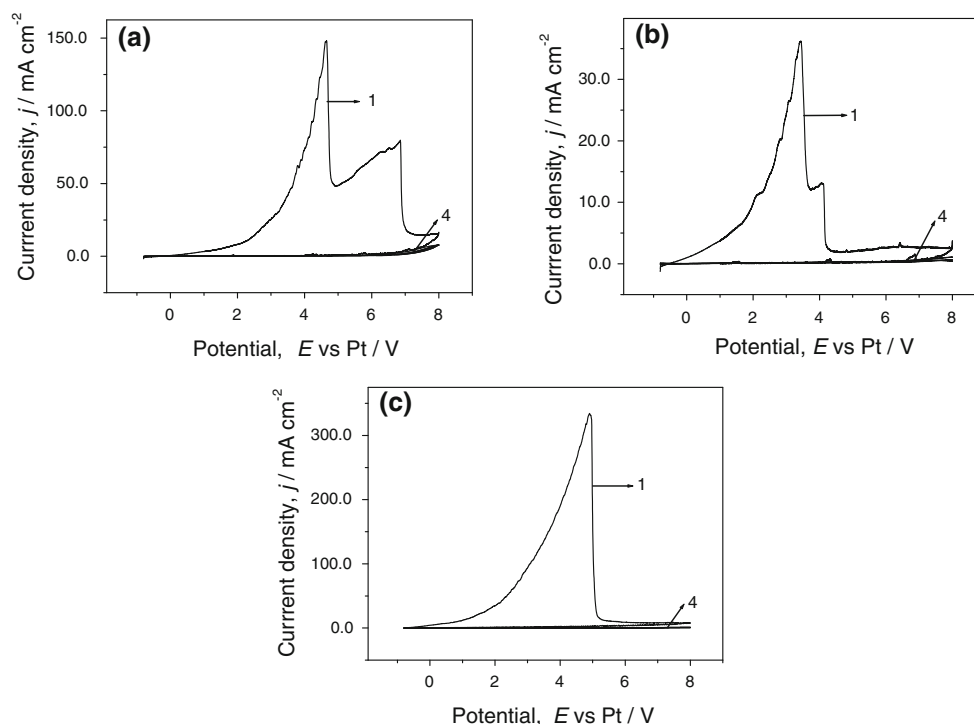 (a)
Currrent density, j / mA cm-2
150.0
100.0
50.0
0.0
1
4
0 2 4 6 8
Potential, E vs Pt / V
(b)
Currrent density, j / mA cm-2
30.0
20.0
10.0
0.0
1
4
0 2 4 6 8
Potential, E vs Pt / V
(c)
Currrent density, j / mA cm-2
300.0
200.0
100.0
0.0
1
4
0 2 4 6 8
Potential, E vs Pt / V